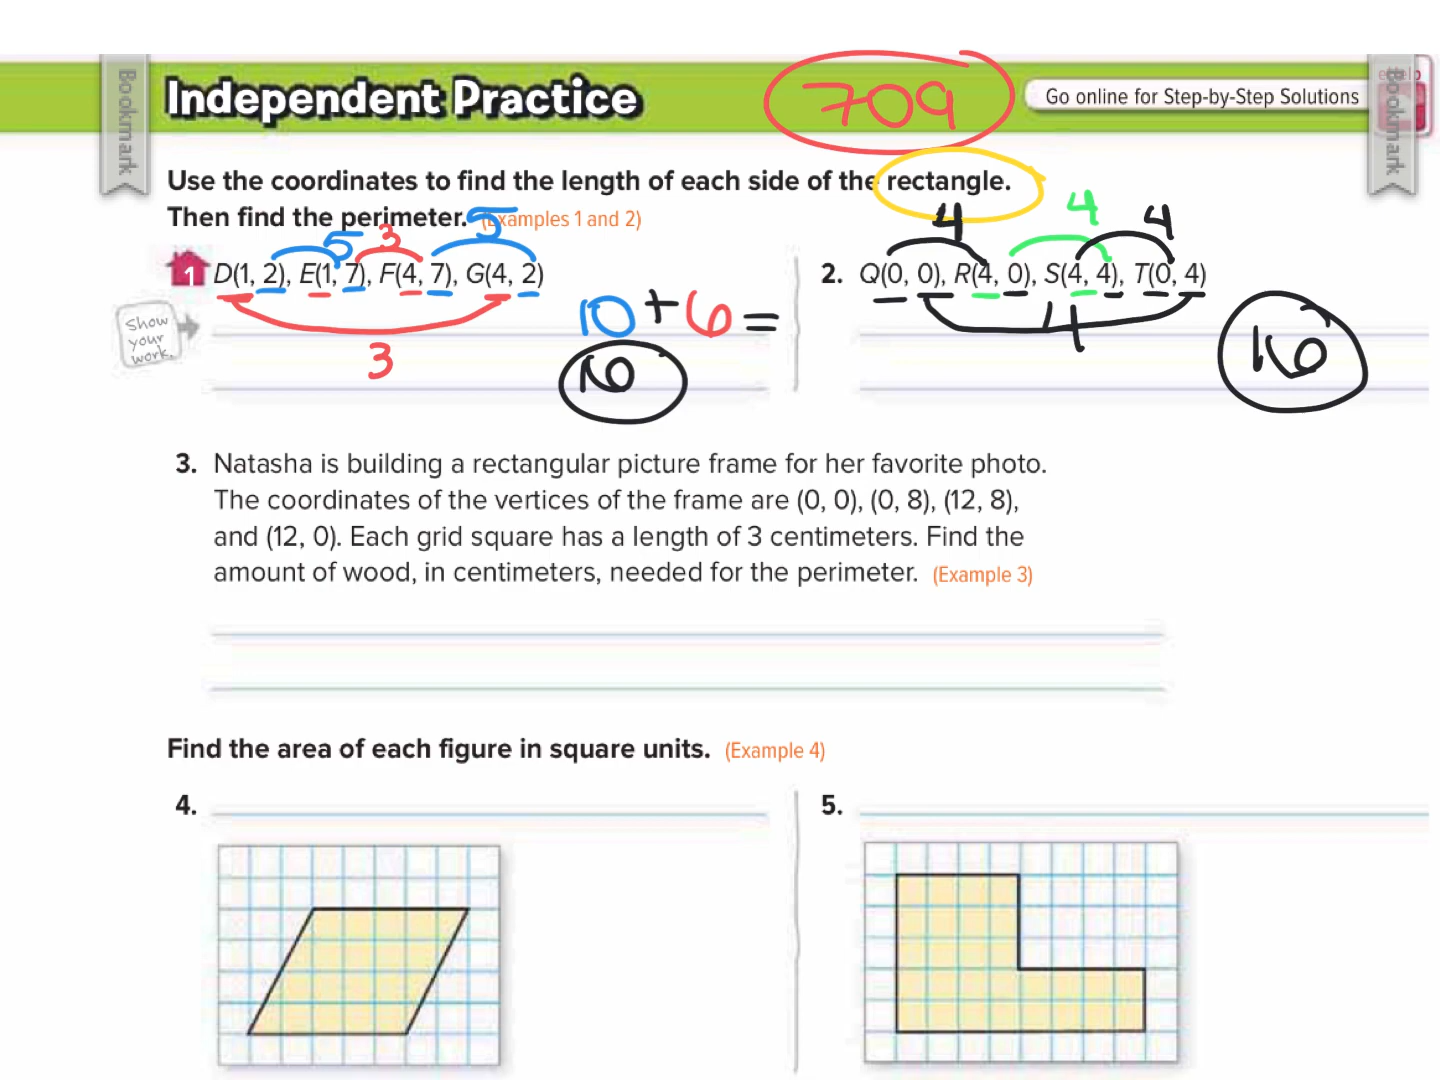 Bookmark
Independent Practice
709
Go online for Step-by-Step Solutions
eHelp
Bookmark
Use the coordinates to find the length of each side of the rectangle.
Then find the perimeter. (Examples 1 and 2)
5 3 5
4 4 4
1 D(1, 2), E(1, 7), F(4, 7), G(4, 2)
2. Q(0, 0), R(4, 0), S(4, 4), T(0, 4)
Show
your
work.
3
10 + 6 =
16
4
16
3. Natasha is building a rectangular picture frame for her favorite photo.
The coordinates of the vertices of the frame are (0, 0), (0, 8), (12, 8),
and (12, 0). Each grid square has a length of 3 centimeters. Find the
amount of wood, in centimeters, needed for the perimeter. (Example 3)
Find the area of each figure in square units. (Example 4)
4.
5.